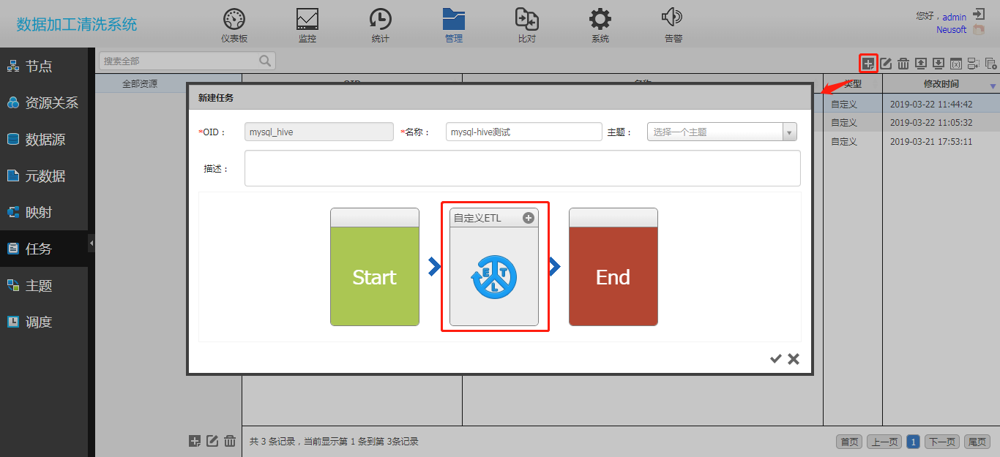 数据加工清洗系统
仪表板
监控
统计
管理
比对
系统
告警
您好，admin
Neusoft
节点
资源关系
数据源
元数据
映射
任务
主题
调度
搜索全部
全部资源
OID
名称
类型
修改时间
自定义 2019-03-22 11:44:42
自定义 2019-03-22 11:05:32
自定义 2019-03-21 17:53:11
新建任务
*OID： mysql_hive *名称： mysql-hive测试 主题： 选择一个主题
描述：
自定义ETL
Start
E T L
End
共 3 条记录，当前显示第 1 条到第 3条记录
首页 上一页 1 下一页 尾页